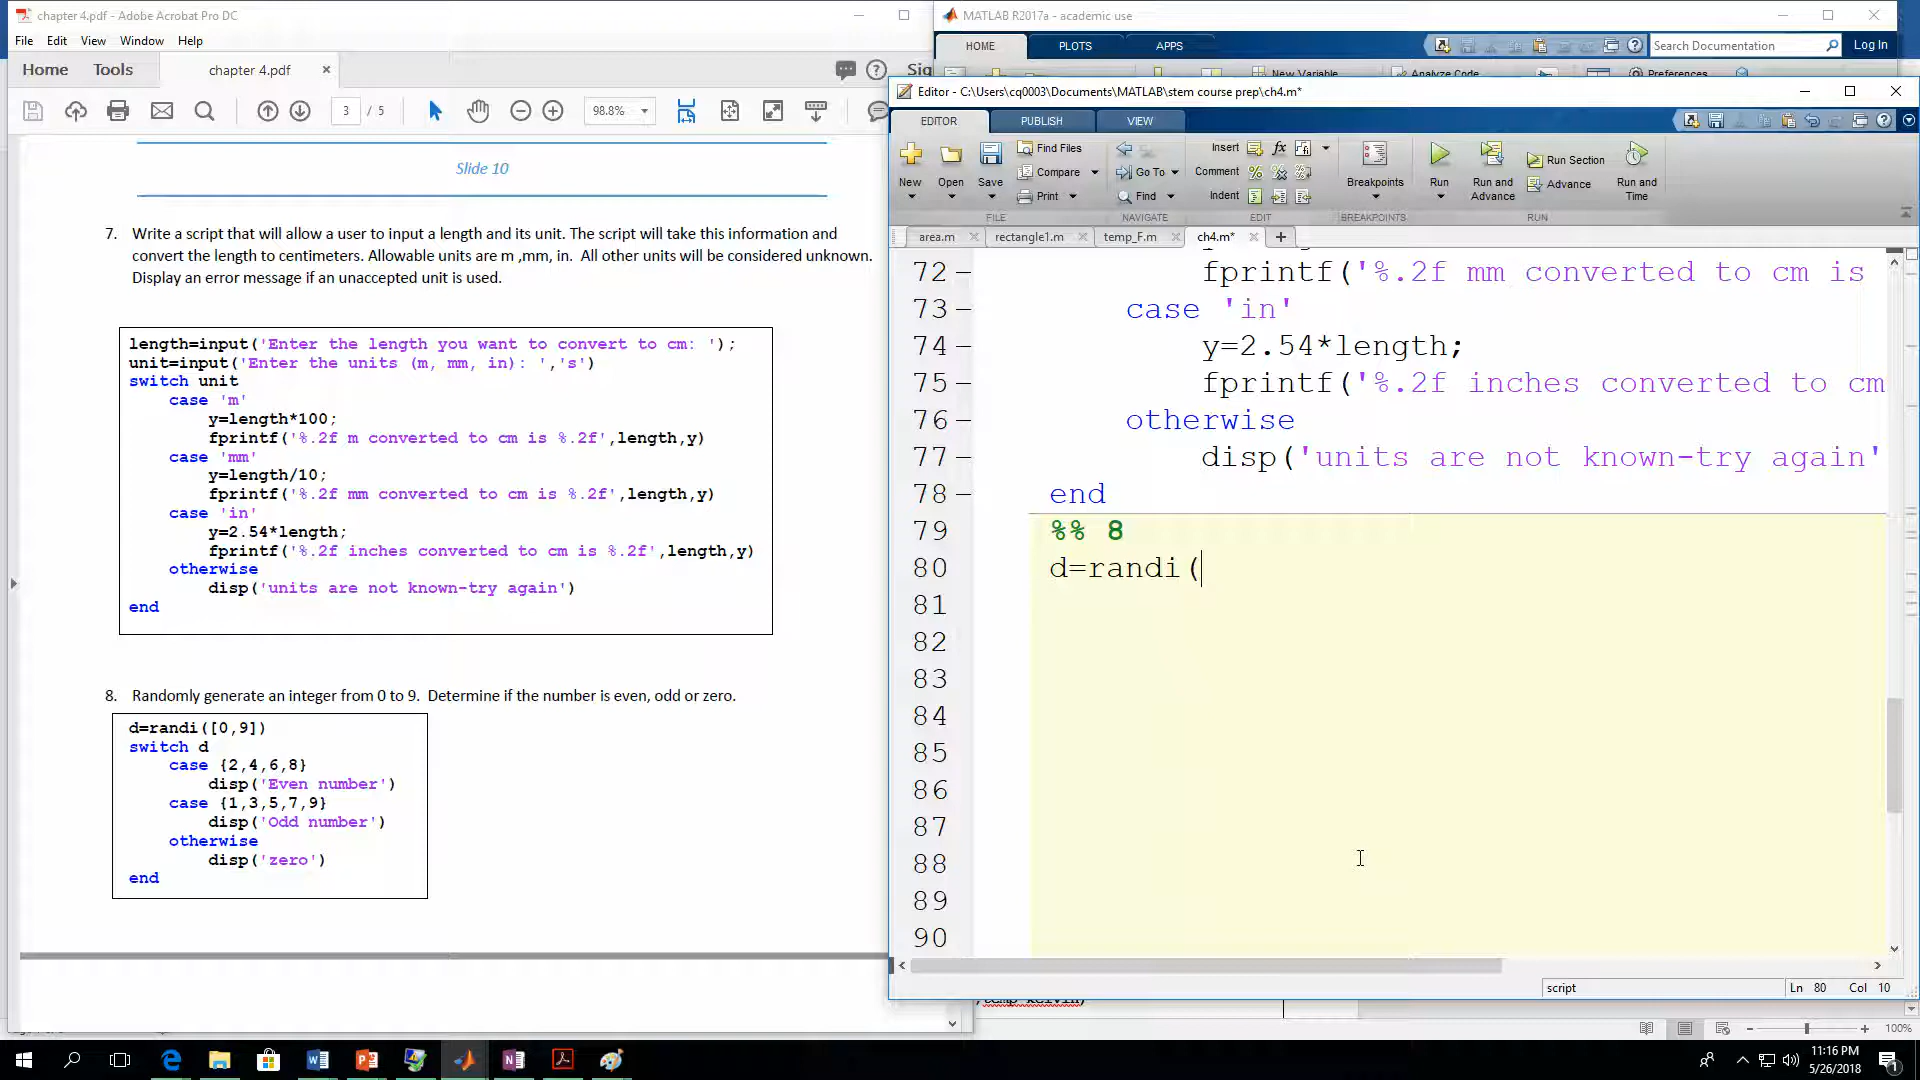 chapter 4.pdf - Adobe Acrobat Pro DC
File Edit View Window Help
Home Tools chapter 4.pdf × Sig
3 / 5 98.8%
Slide 10
7. Write a script that will allow a user to input a length and its unit. The script will take this information and
convert the length to centimeters. Allowable units are m ,mm, in. All other units will be considered unknown.
Display an error message if an unaccepted unit is used.
length=input('Enter the length you want to convert to cm: ');
unit=input('Enter the units (m, mm, in): ','s')
switch unit
case 'm'
y=length*100;
fprintf('%.2f m converted to cm is %.2f',length,y)
case 'mm'
y=length/10;
fprintf('%.2f mm converted to cm is %.2f',length,y)
case 'in'
y=2.54*length;
fprintf('%.2f inches converted to cm is %.2f',length,y)
otherwise
disp('units are not known-try again')
end
8. Randomly generate an integer from 0 to 9. Determine if the number is even, odd or zero.
d=randi([0,9])
switch d
case {2,4,6,8}
disp('Even number')
case {1,3,5,7,9}
disp('Odd number')
otherwise
disp('zero')
end
MATLAB R2017a - academic use
HOME PLOTS APPS Search Documentation Log In
New Variable Analyze Code Preferences
Editor - C:\Users\cq0003\Documents\MATLAB\stem course prep\ch4.m*
EDITOR PUBLISH VIEW
New Open Save Find Files Compare Print
Go To Find
Insert fx
Comment
Indent
Breakpoints Run Run and Advance Run Section Advance Run and Time
FILE NAVIGATE EDIT BREAKPOINTS RUN
area.m × rectangle1.m × temp_F.m × ch4.m* × +
72 – fprintf('%.2f mm converted to cm is
73 – case 'in'
74 – y=2.54*length;
75 – fprintf('%.2f inches converted to cm
76 – otherwise
77 – disp('units are not known-try again'
78 – end
79 %% 8
80 d=randi(
81
82
83
84
85
86
87
88
89
90
script Ln 80 Col 10
100%
11:16 PM
5/26/2018
1